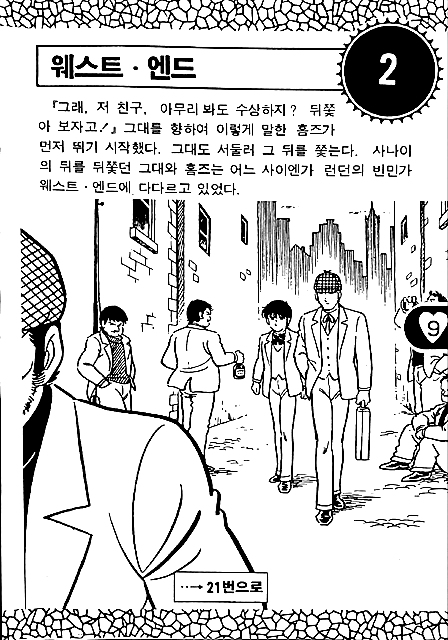 웨스트 · 엔드
2
『그래, 저 친구, 아무리 봐도 수상하지? 뒤쫓
아 보자고!』 그대를 향하여 이렇게 말한 홈즈가
먼저 뛰기 시작했다. 그대도 서둘러 그 뒤를 쫓는다. 사나이
의 뒤를 뒤쫓던 그대와 홈즈는 어느 사이엔가 런던의 빈민가
웨스트 · 엔드에 다다르고 있었다.
9
···→ 21번으로